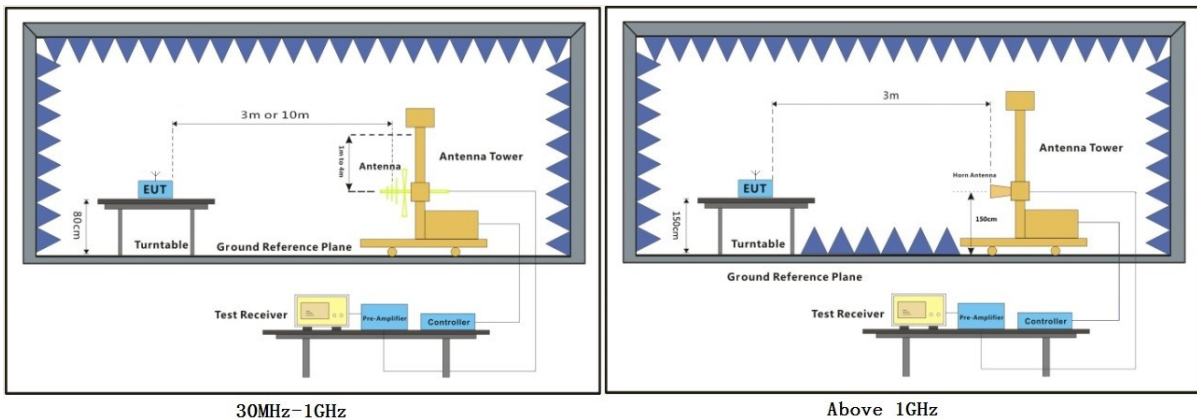 3m or 10m
1m to 4m
Antenna
Antenna Tower
EUT
80cm
Turntable
Ground Reference Plane
Test Receiver
Pre-Amplifier
Controller
30MHz-1GHz
3m
Antenna Tower
Horn Antenna
EUT
150cm
150cm
Turntable
Ground Reference Plane
Test Receiver
Pre-Amplifier
Controller
Above 1GHz